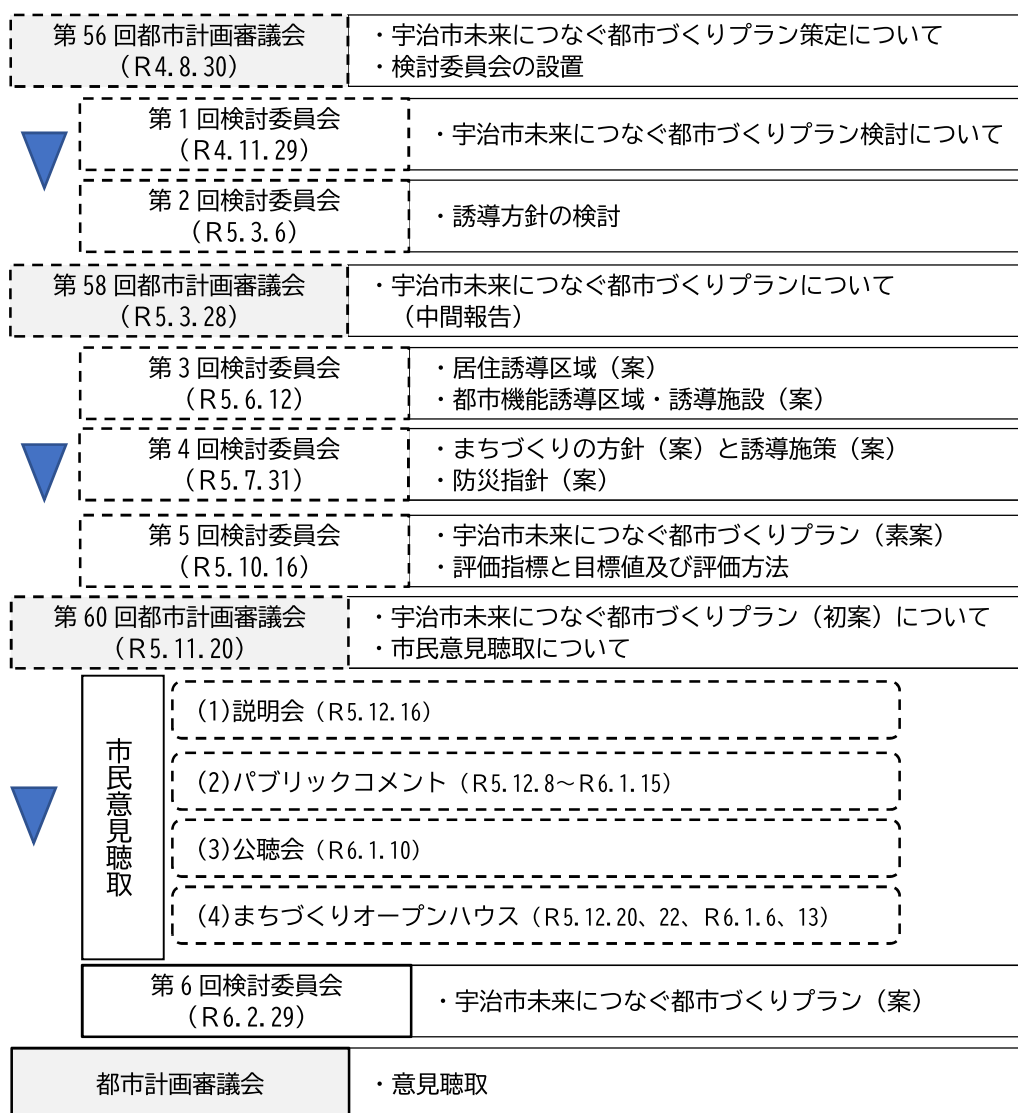 第56回都市計画審議会
（R4.8.30）
・宇治市未来につなぐ都市づくりプラン策定について
・検討委員会の設置
第1回検討委員会
（R4.11.29）
・宇治市未来につなぐ都市づくりプラン検討について
第2回検討委員会
（R5.3.6）
・誘導方針の検討
第58回都市計画審議会
（R5.3.28）
・宇治市未来につなぐ都市づくりプランについて
（中間報告）
第3回検討委員会
（R5.6.12）
・居住誘導区域（案）
・都市機能誘導区域・誘導施設（案）
第4回検討委員会
（R5.7.31）
・まちづくりの方針（案）と誘導施策（案）
・防災指針（案）
第5回検討委員会
（R5.10.16）
・宇治市未来につなぐ都市づくりプラン（素案）
・評価指標と目標値及び評価方法
第60回都市計画審議会
（R5.11.20）
・宇治市未来につなぐ都市づくりプラン（初案）について
・市民意見聴取について
市民意見聴取
(1)説明会（R5.12.16）
(2)パブリックコメント（R5.12.8～R6.1.15）
(3)公聴会（R6.1.10）
(4)まちづくりオープンハウス（R5.12.20、22、R6.1.6、13）
第6回検討委員会
（R6.2.29）
・宇治市未来につなぐ都市づくりプラン（案）
都市計画審議会
・意見聴取